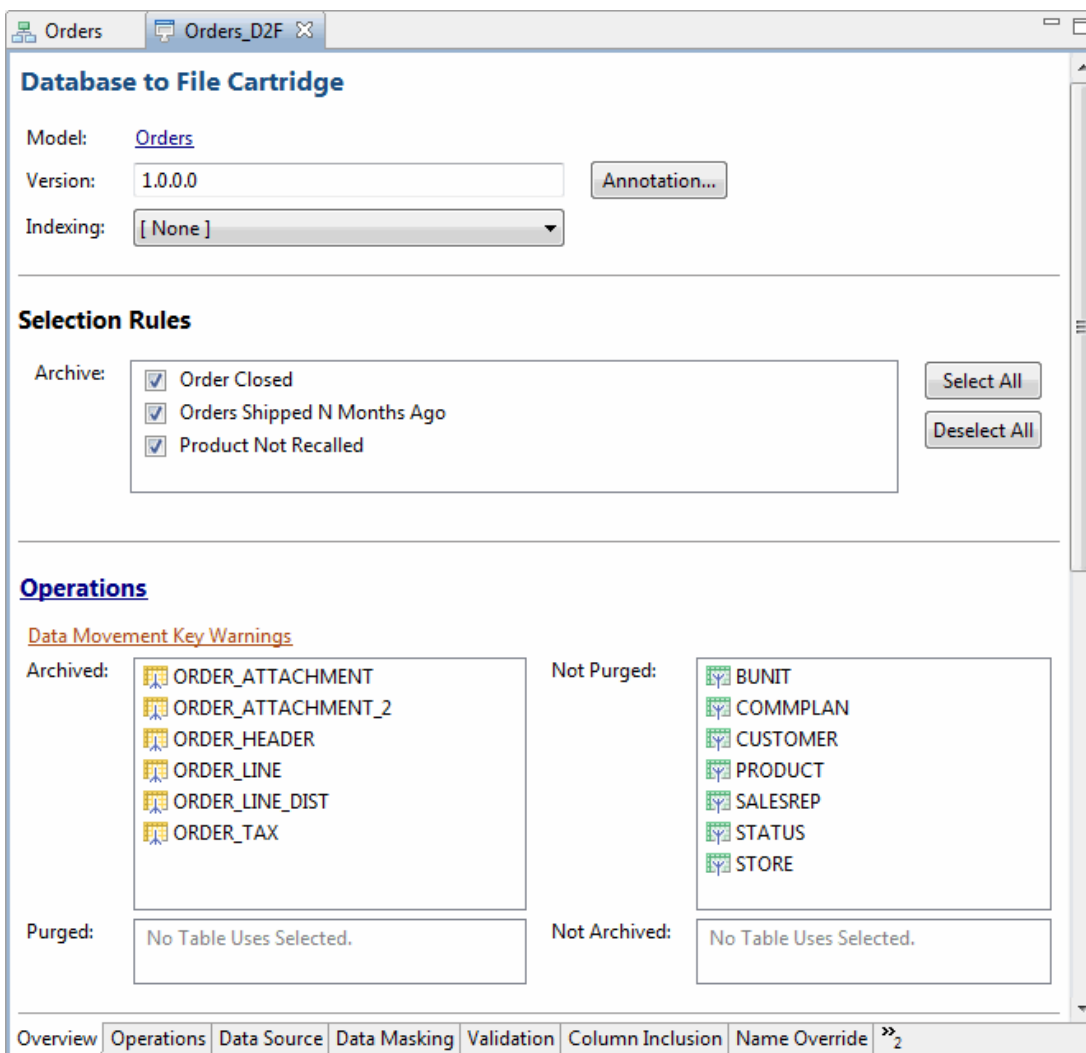 Orders Orders_D2F
Database to File Cartridge
Model: Orders
Version: 1.0.0.0 Annotation...
Indexing: [ None ]
Selection Rules
Archive: Order Closed Select All
Orders Shipped N Months Ago
Product Not Recalled Deselect All
Operations
Data Movement Key Warnings
Archived:
ORDER_ATTACHMENT
ORDER_ATTACHMENT_2
ORDER_HEADER
ORDER_LINE
ORDER_LINE_DIST
ORDER_TAX
Not Purged:
BUNIT
COMMPLAN
CUSTOMER
PRODUCT
SALESREP
STATUS
STORE
Purged: No Table Uses Selected.
Not Archived: No Table Uses Selected.
Overview Operations Data Source Data Masking Validation Column Inclusion Name Override »2